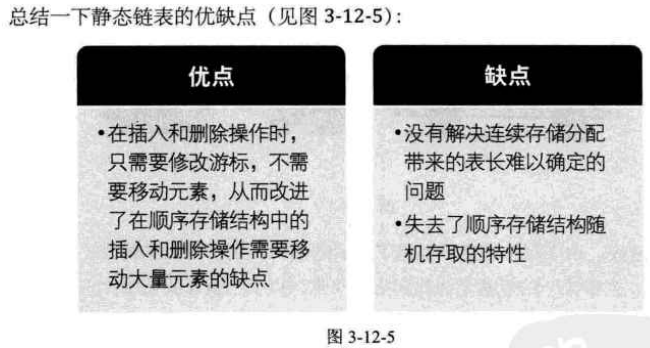 总结一下静态链表的优缺点（见图 3-12-5）：
优点
•在插入和删除操作时，
只需要修改游标，不需
要移动元素，从而改进
了在顺序存储结构中的
插入和删除操作需要移
动大量元素的缺点
缺点
•没有解决连续存储分配
带来的表长难以确定的
问题
•失去了顺序存储结构随
机存取的特性
图 3-12-5